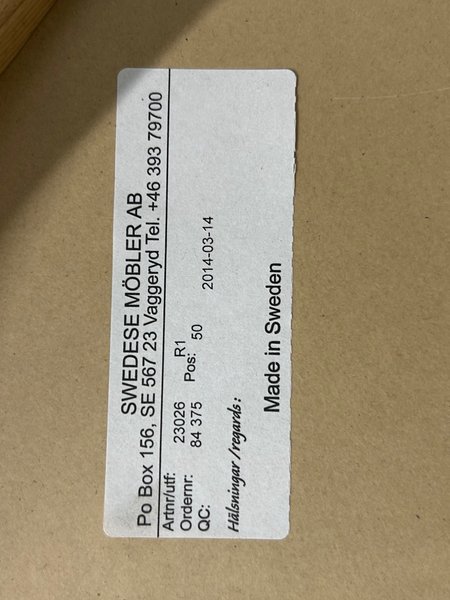 SWEDESE MÖBLER AB
Po Box 156, SE 567 23 Vaggeryd Tel. +46 393 79700
Artnr/utf: 23026 R1
Ordernr: 84 375 Pos: 50
QC: 2014-03-14
Hälsningar/regards:
Made in Sweden